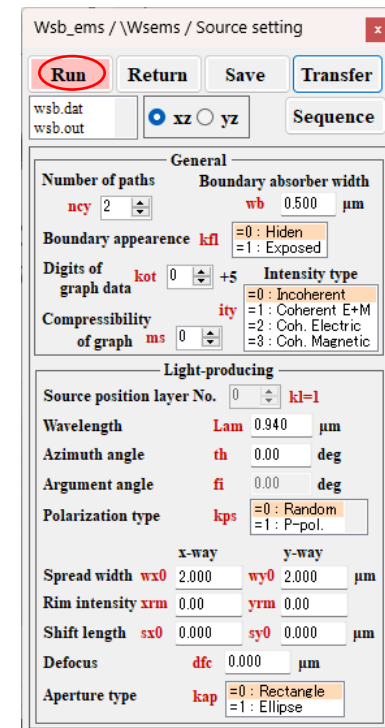 Wsb_ems / \Wsems / Source setting x
Run Return Save Transfer
wsb.dat
wsb.out
xz yz Sequence
General
Number of paths Boundary absorber width
ncy 2 wb 0.500 µm
Boundary appearence kfl =0 : Hiden
=1 : Exposed
Digits of
graph data kot 0 +5 Intensity type
ity =0 : Incoherent
=1 : Coherent E+M
=2 : Coh. Electric
=3 : Coh. Magnetic
Compressibility
of graph ms 0
Light-producing
Source position layer No. 0 kl=1
Wavelength Lam 0.940 µm
Azimuth angle th 0.00 deg
Argument angle fi 0.00 deg
Polarization type kps =0 : Random
=1 : P-pol.
x-way y-way
Spread width wx0 2.000 wy0 2.000 µm
Rim intensity xrm 0.00 yrm 0.00
Shift length sx0 0.000 sy0 0.000 µm
Defocus dfc 0.000 µm
Aperture type kap =0 : Rectangle
=1 : Ellipse